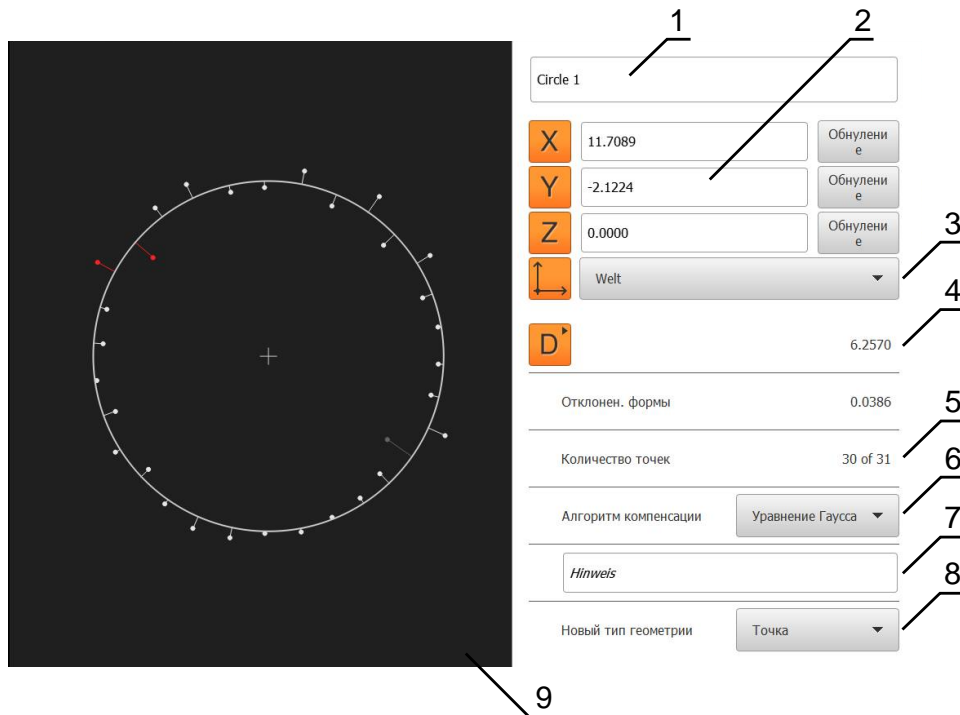 1
2
Circle 1
X
11.7089
Обнулени
е
Y
-2.1224
Обнулени
е
Z
0.0000
Обнулени
е
3
Welt
4
D
6.2570
Отклонен. формы
0.0386
5
Количество точек
30 of 31
6
Алгоритм компенсации
Уравнение Гаусса
7
Hinweis
8
Новый тип геометрии
Точка
9